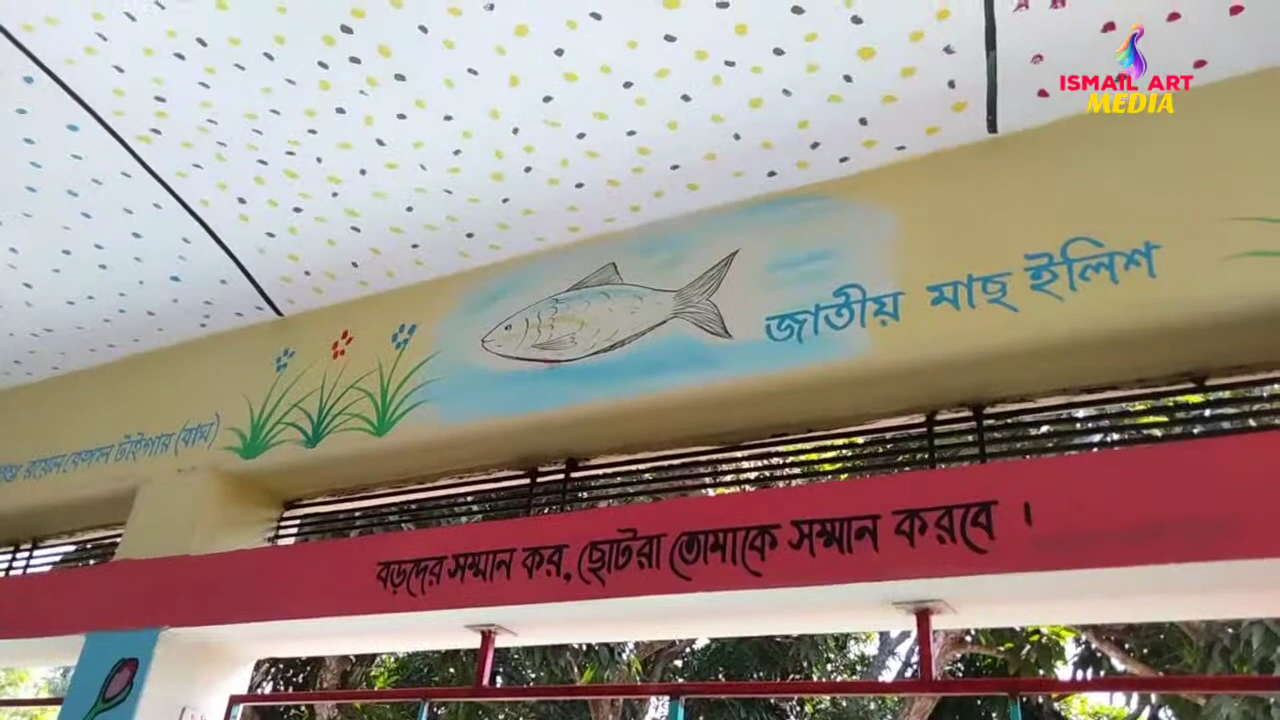 ISMAIL ART
MEDIA
জাতীয় মাছ ইলিশ
রয়েল বেঙ্গল টাইগার (বাঘ)
বড়দের সম্মান কর, ছোটরা তোমাকে সম্মান করবে ।